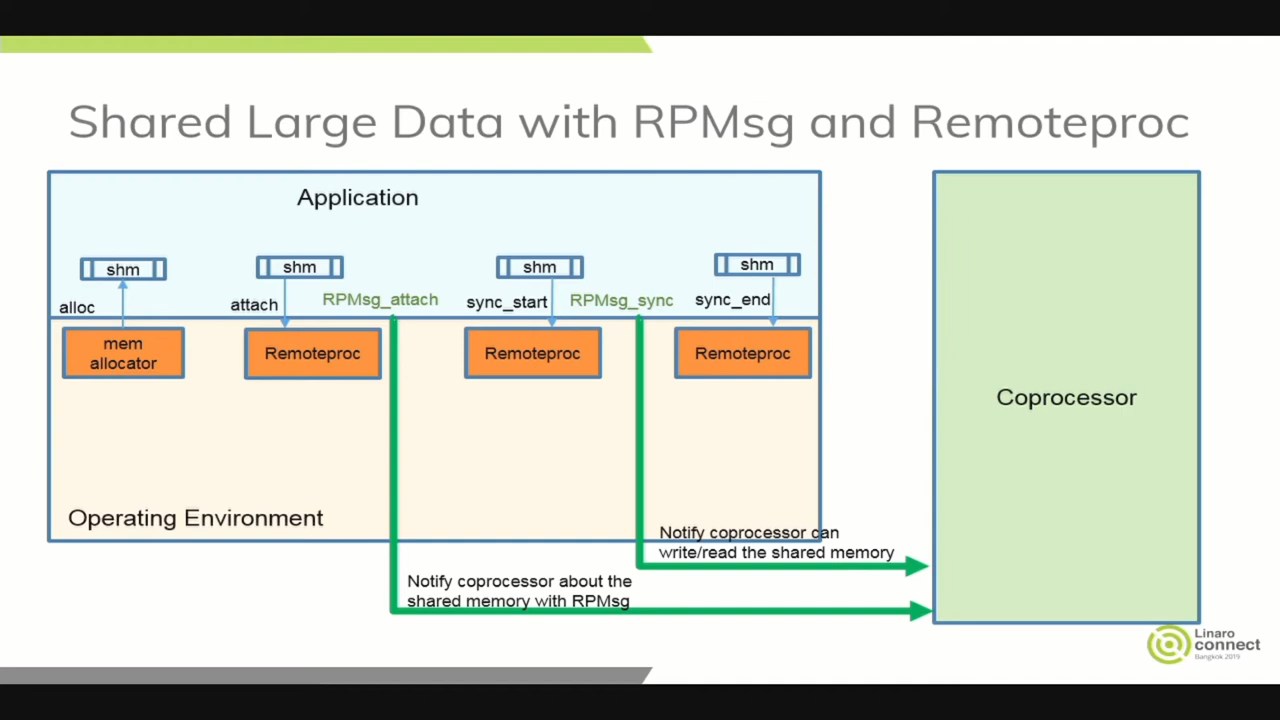 Shared Large Data with RPMsg and Remoteproc
Application
shm
shm
shm
shm
alloc
attach
RPMsg_attach
sync_start
RPMsg_sync
sync_end
mem
allocator
Remoteproc
Remoteproc
Remoteproc
Coprocessor
Operating Environment
Notify coprocessor can
write/read the shared memory
Notify coprocessor about the
shared memory with RPMsg
Linaro
connect
Bangkok 2019